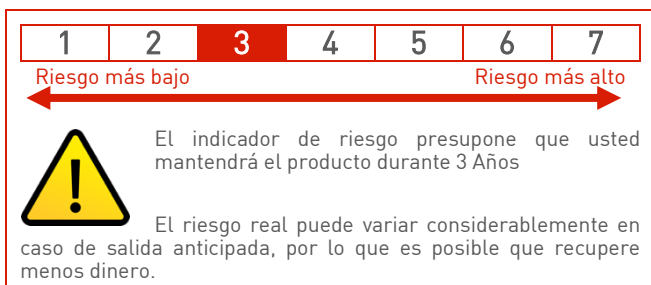 1 2 3 4 5 6 7
Riesgo más bajo Riesgo más alto
El indicador de riesgo presupone que usted
mantendrá el producto durante 3 Años
El riesgo real puede variar considerablemente en
caso de salida anticipada, por lo que es posible que recupere
menos dinero.